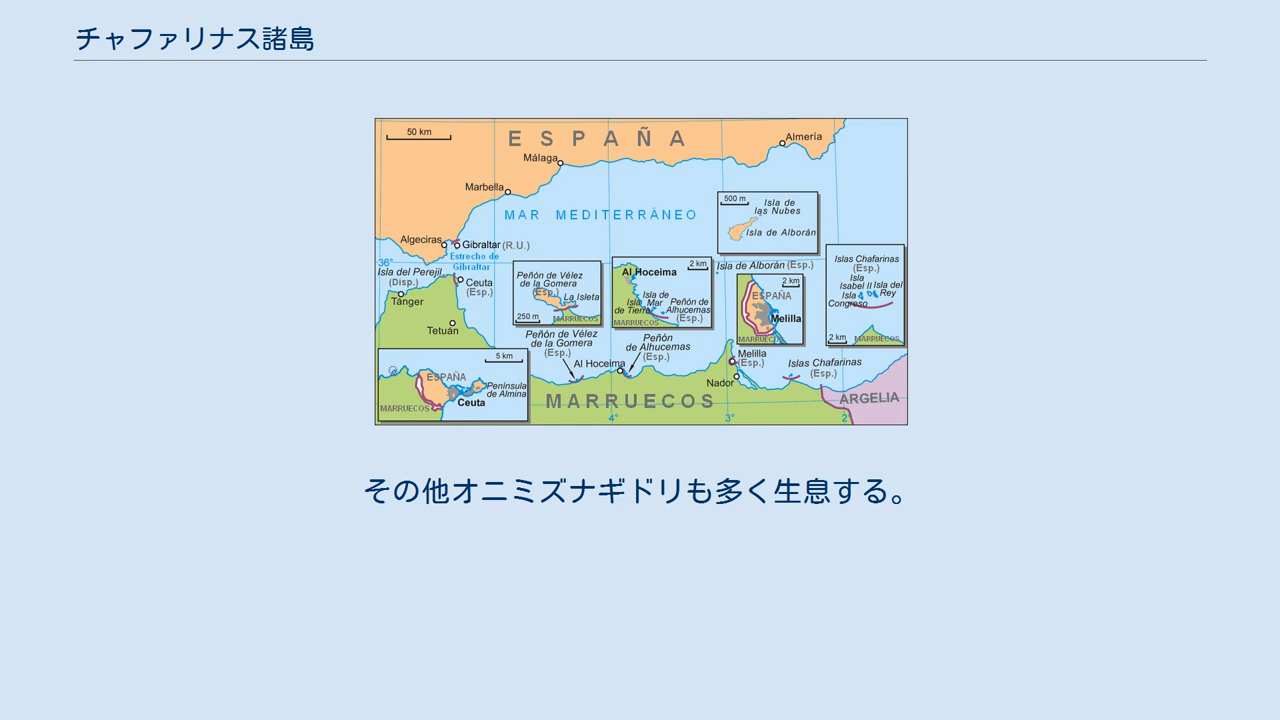 チャファリナス諸島
50 km
ESPAÑA
Almería
Málaga
Marbella
MAR MEDITERRÁNEO
500 m
Isla de
las Nubes
Isla de Alborán
Algeciras
Gibraltar (R.U.)
Estrecho de
Gibraltar
36°
Isla del Perejil
(Disp.)
Ceuta
(Esp.)
Tánger
Tetuán
Peñón de Vélez
de la Gomera
(Esp.)
La Isleta
250 m
MARRUECOS
2 km
Al Hoceima
Isla de
Mar
Isla
de Tierra
Peñón de
Alhucemas
(Esp.)
MARRUECOS
Isla de Alborán (Esp.)
2 km
ESPAÑA
Melilla
MARRUECOS
Islas Chafarinas
(Esp.)
Isla
Isabel II
Isla del
Rey
Isla
Congreso
2 km
MARRUECOS
Peñón de Vélez
de la Gomera
(Esp.)
Peñón
de Alhucemas
(Esp.)
Al Hoceima
Melilla
(Esp.)
Nador
Islas Chafarinas
(Esp.)
5 km
ESPAÑA
Península
de Almina
Ceuta
MARRUECOS
MARRUECOS
ARGELIA
4°
3°
2°
その他オニミズナギドリも多く生息する。